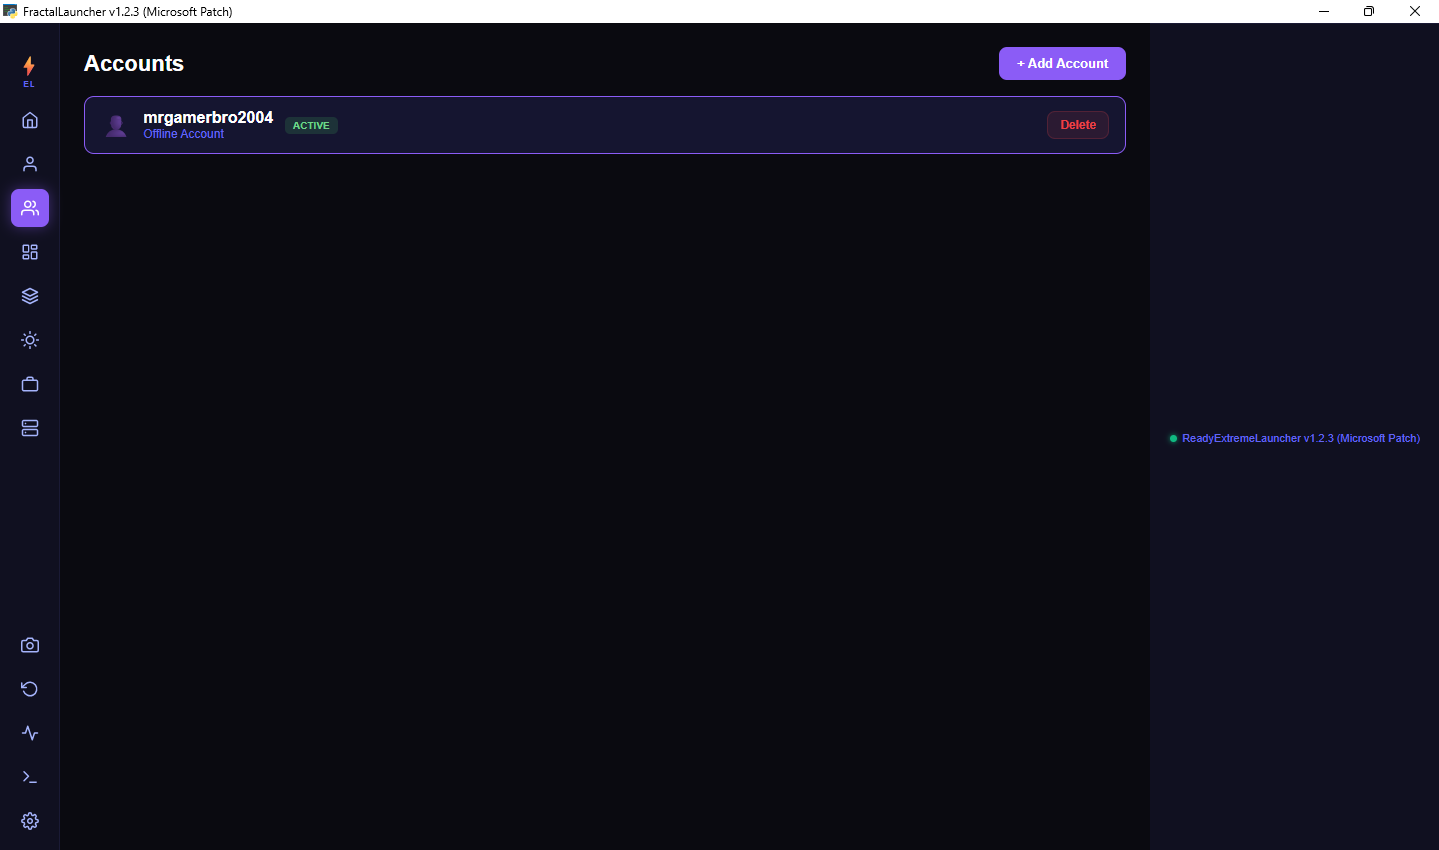 FractalLauncher v1.2.3 (Microsoft Patch)
EL
Accounts
+ Add Account
mrgamerbro2004
Offline Account
ACTIVE
Delete
ReadyExtremeLauncher v1.2.3 (Microsoft Patch)